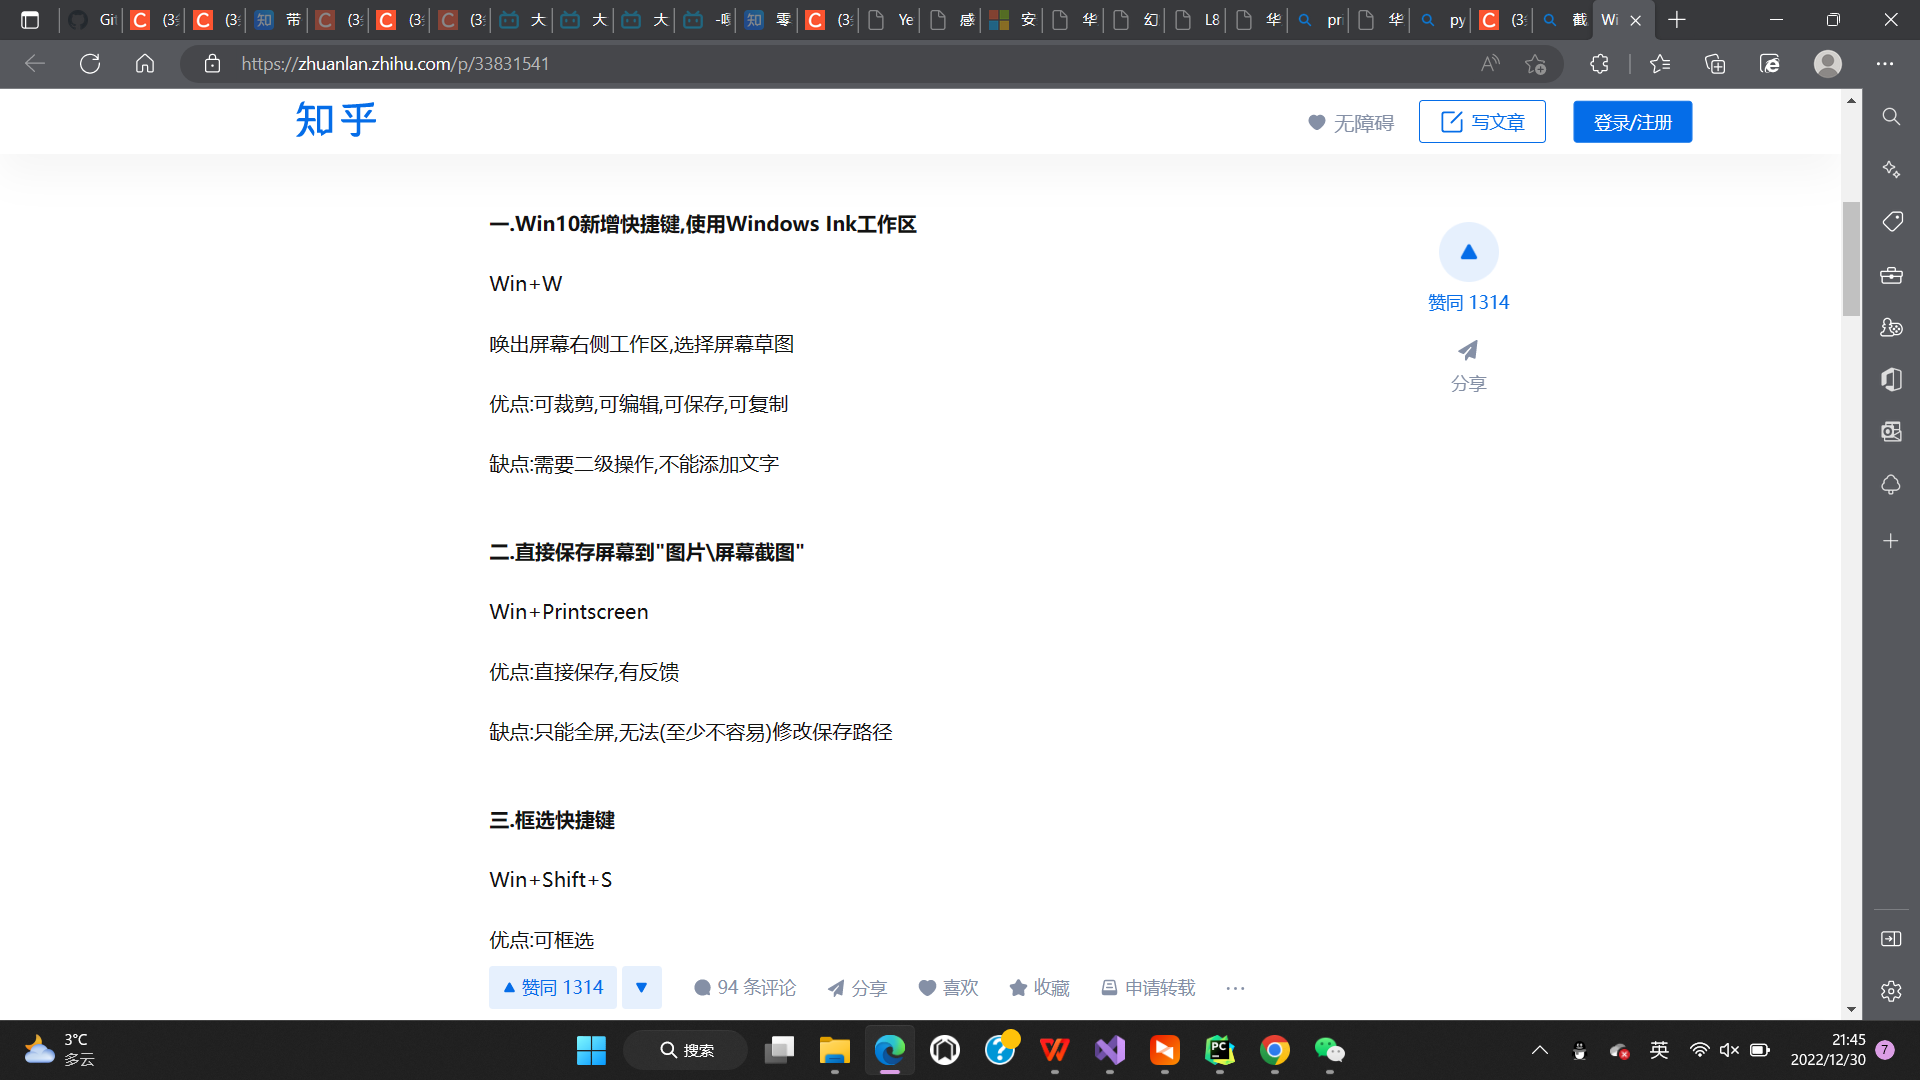 Gi
(3
(3
带
(3
(3
(3
大
大
大
零
(3
Ye
感
安
华
幻
L8
华
pr
华
py
(3
截
Wi
https://zhuanlan.zhihu.com/p/33831541
知乎
无障碍
写文章
登录/注册
一.Win10新增快捷键,使用Windows Ink工作区
Win+W
唤出屏幕右侧工作区,选择屏幕草图
优点:可裁剪,可编辑,可保存,可复制
缺点:需要二级操作,不能添加文字
赞同 1314
分享
二.直接保存屏幕到"图片\屏幕截图"
Win+Printscreen
优点:直接保存,有反馈
缺点:只能全屏,无法(至少不容易)修改保存路径
三.框选快捷键
Win+Shift+S
优点:可框选
赞同 1314
94 条评论
分享
喜欢
收藏
申请转载
3°C
多云
搜索
英
21:45
2022/12/30
7